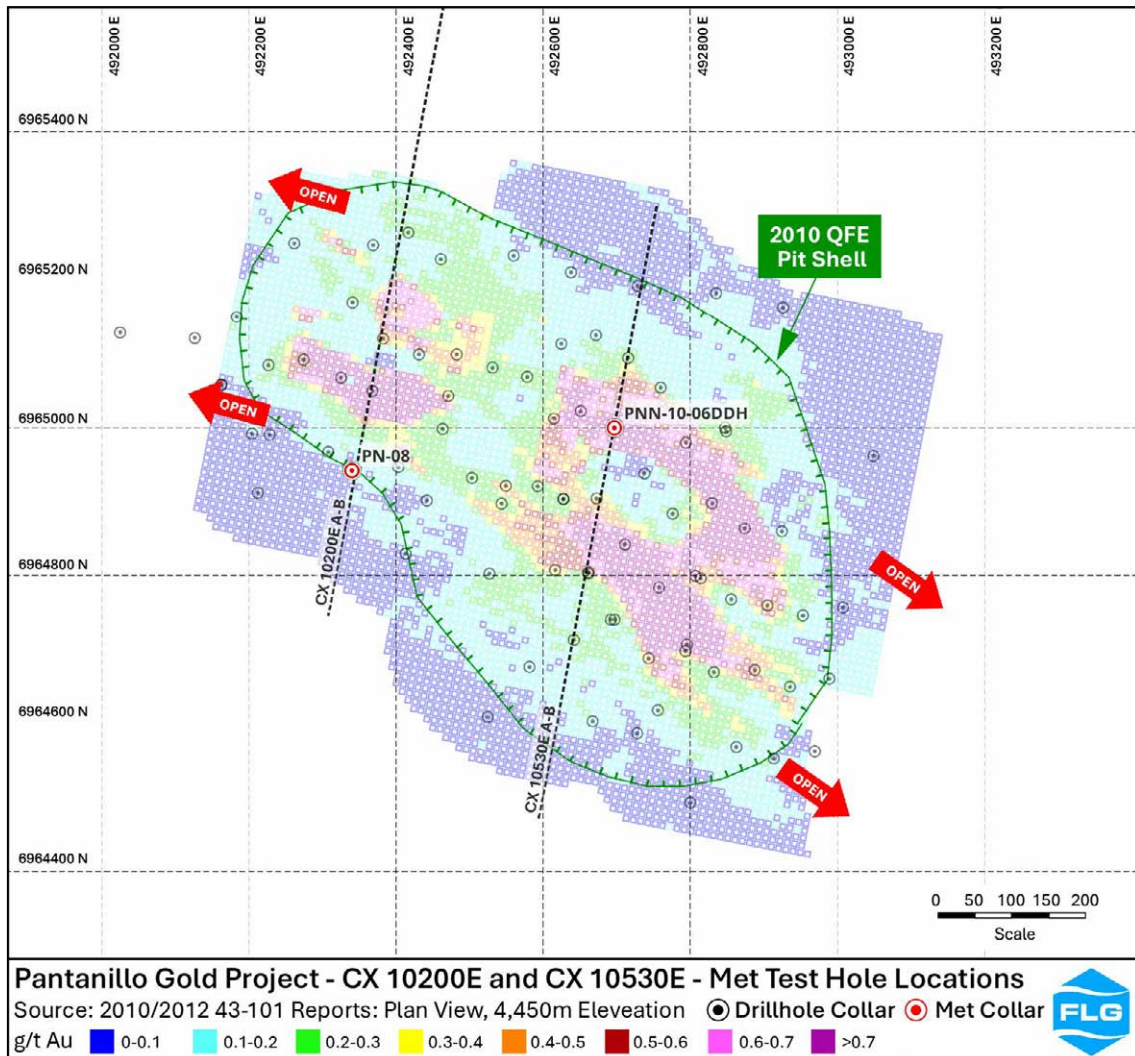 492000 E
492200 E
492400 E
492600 E
492800 E
493000 E
493200 E
6965400 N
OPEN
2010 QFE
Pit Shell
6965200 N
6965000 N
OPEN
PNN-10-06DDH
PN-08
6964800 N
OPEN
CX 10200E A-B
6964600 N
CX 10530E A-B
OPEN
6964400 N
0 50 100 150 200
Scale
Pantanillo Gold Project - CX 10200E and CX 10530E - Met Test Hole Locations
Source: 2010/2012 43-101 Reports: Plan View, 4,450m Eleveation
Drillhole Collar
Met Collar
g/t Au 0-0.1 0.1-0.2 0.2-0.3 0.3-0.4 0.4-0.5 0.5-0.6 0.6-0.7 >0.7
FLG